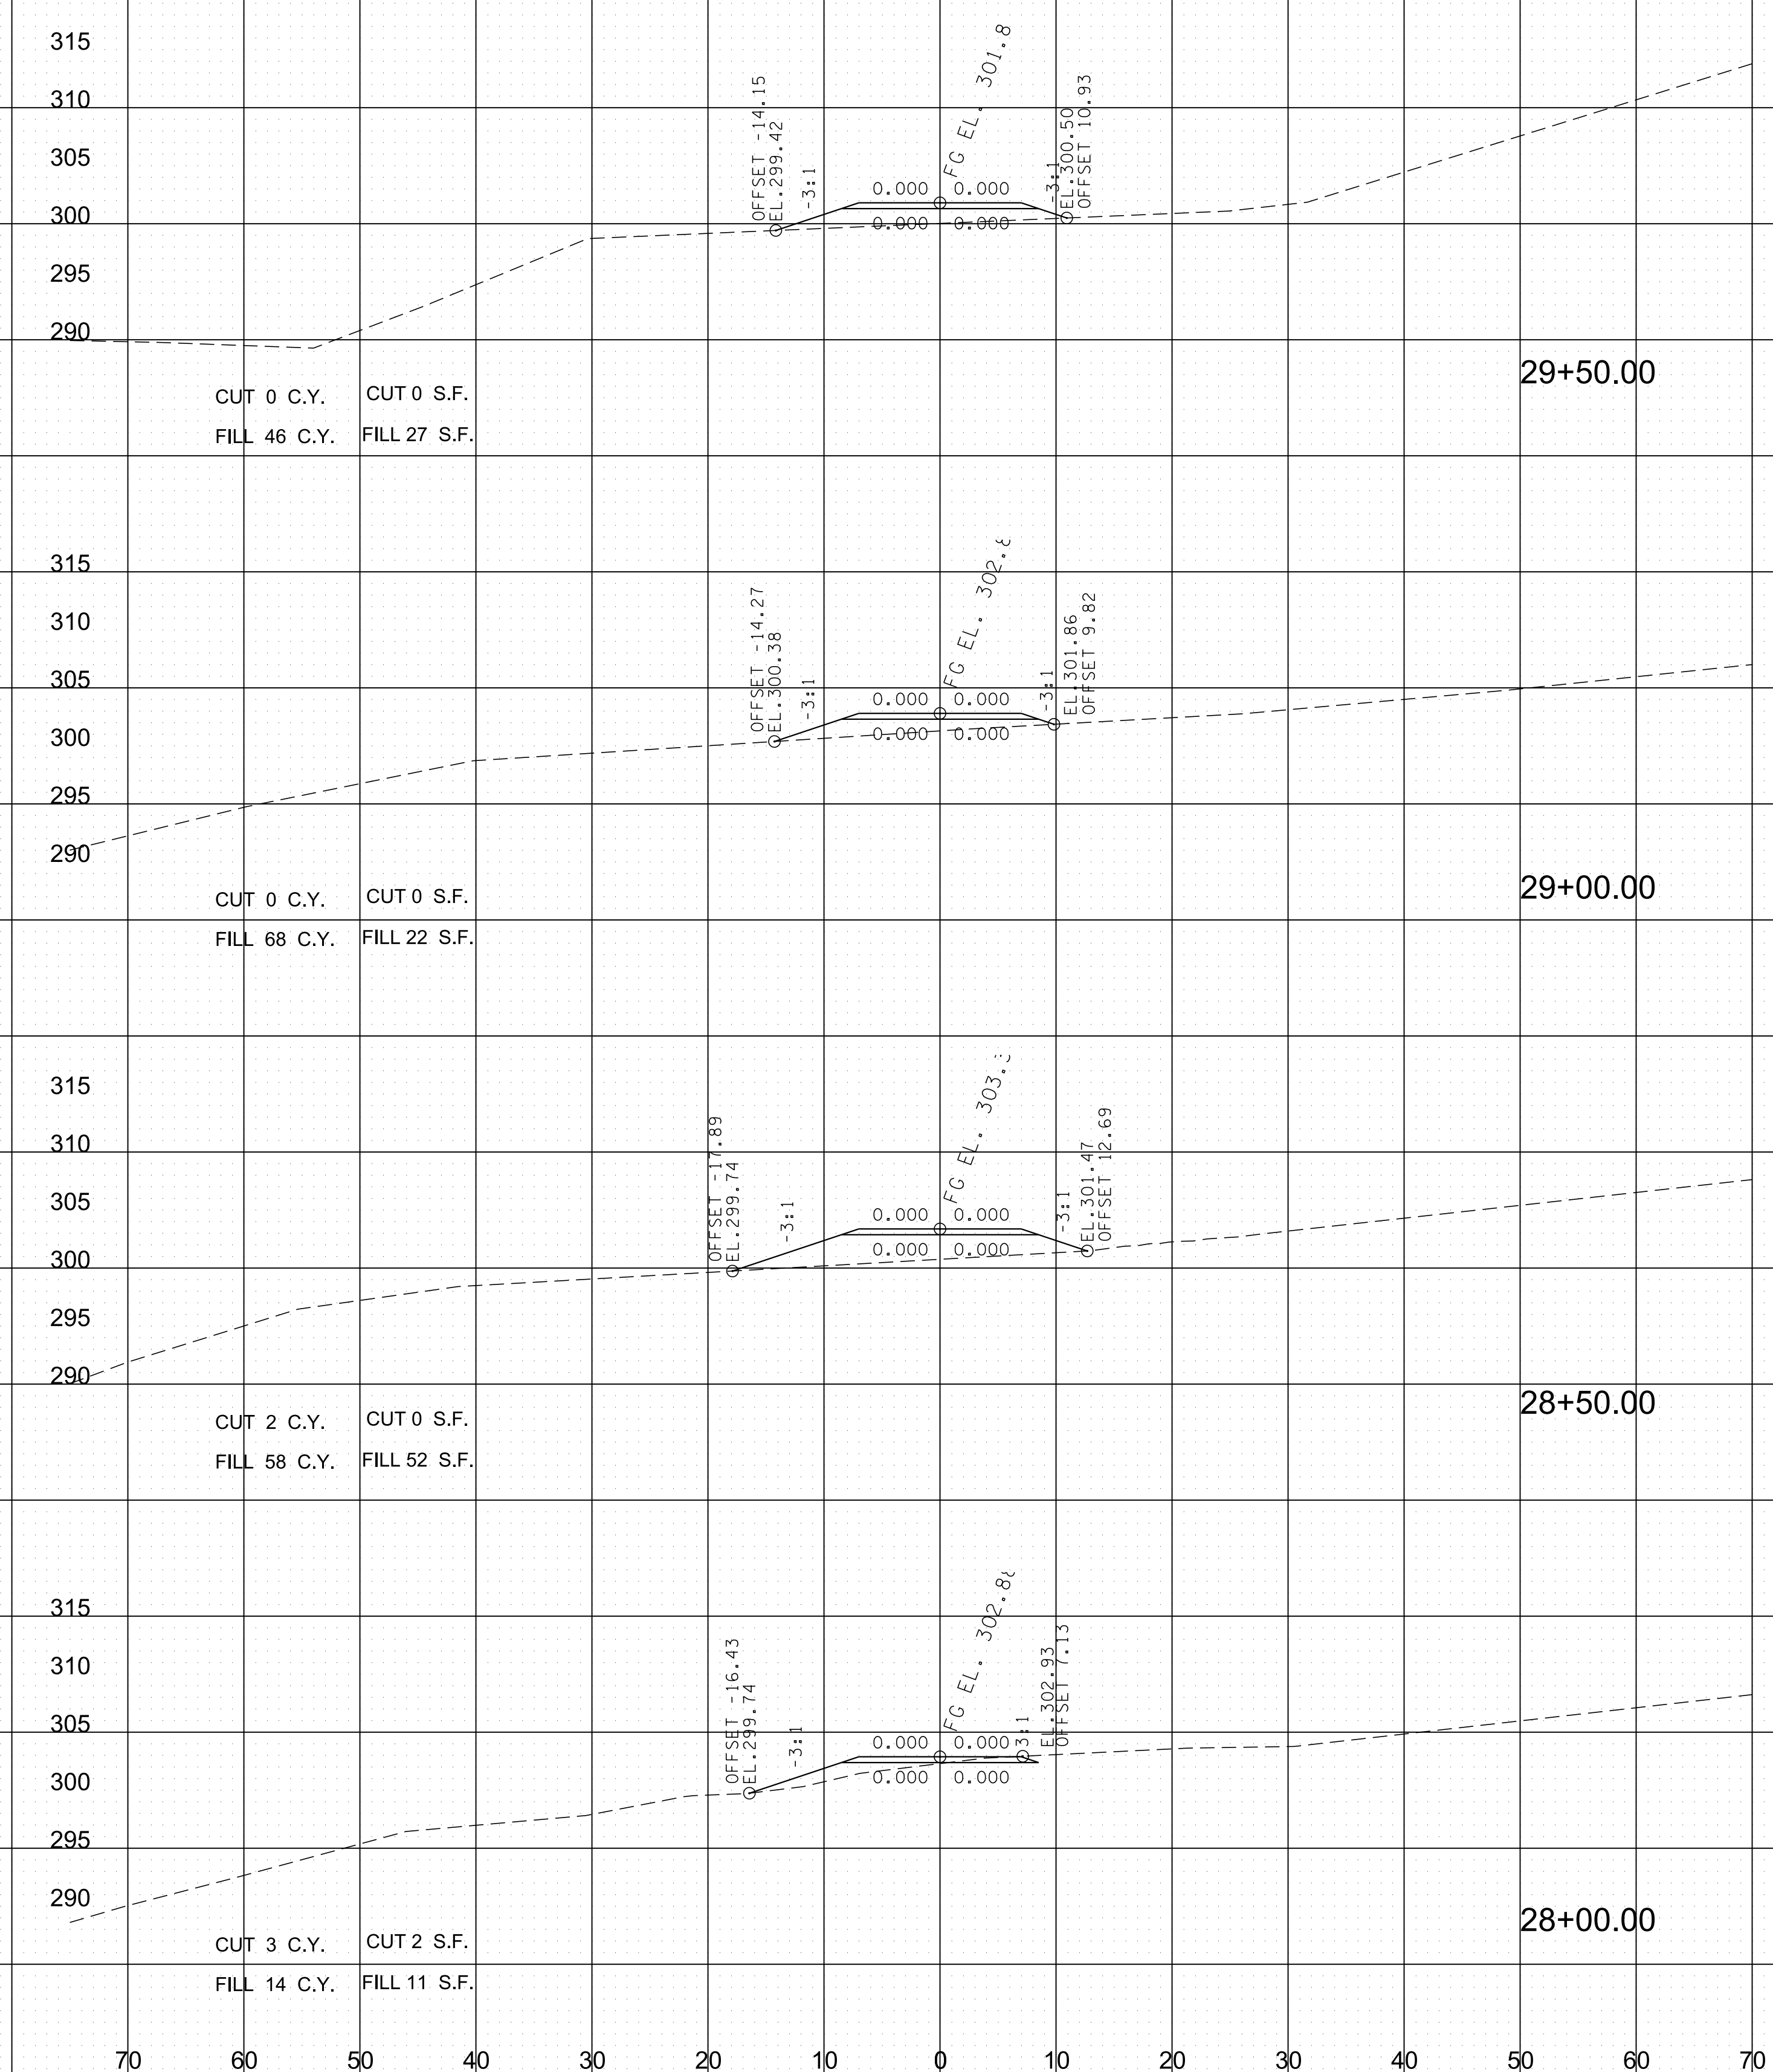 315
310
305
300
295
290
OFFSET -14.15
EL.299.42
-3:1
0.000 0.000
0.000 0.000
FG EL. 301.8
-3:1
EL.300.50
OFFSET 10.93
29+50.00
CUT 0 C.Y. CUT 0 S.F.
FILL 46 C.Y. FILL 27 S.F.
315
310
305
300
295
290
OFFSET -14.27
EL.300.38
-3:1
0.000 0.000
0.000 0.000
FG EL.
-3:1
EL.301.86
OFFSET 9.82
29+00.00
CUT 0 C.Y. CUT 0 S.F.
FILL 68 C.Y. FILL 22 S.F.
315
310
305
300
295
290
OFFSET -17.89
EL.299.74
-3:1
0.000 0.000
0.000 0.000
FG EL.
-3:1
EL.301.47
OFFSET 12.69
28+50.00
CUT 2 C.Y. CUT 0 S.F.
FILL 58 C.Y. FILL 52 S.F.
315
310
305
300
295
290
OFFSET -16.43
EL.299.74
-3:1
0.000 0.000
0.000 0.000
FG EL.
3:1
EL.302.93
OFFSET 7.13
28+00.00
CUT 3 C.Y. CUT 2 S.F.
FILL 14 C.Y. FILL 11 S.F.
70 60 50 40 30 20 10 0 10 20 30 40 50 60 70